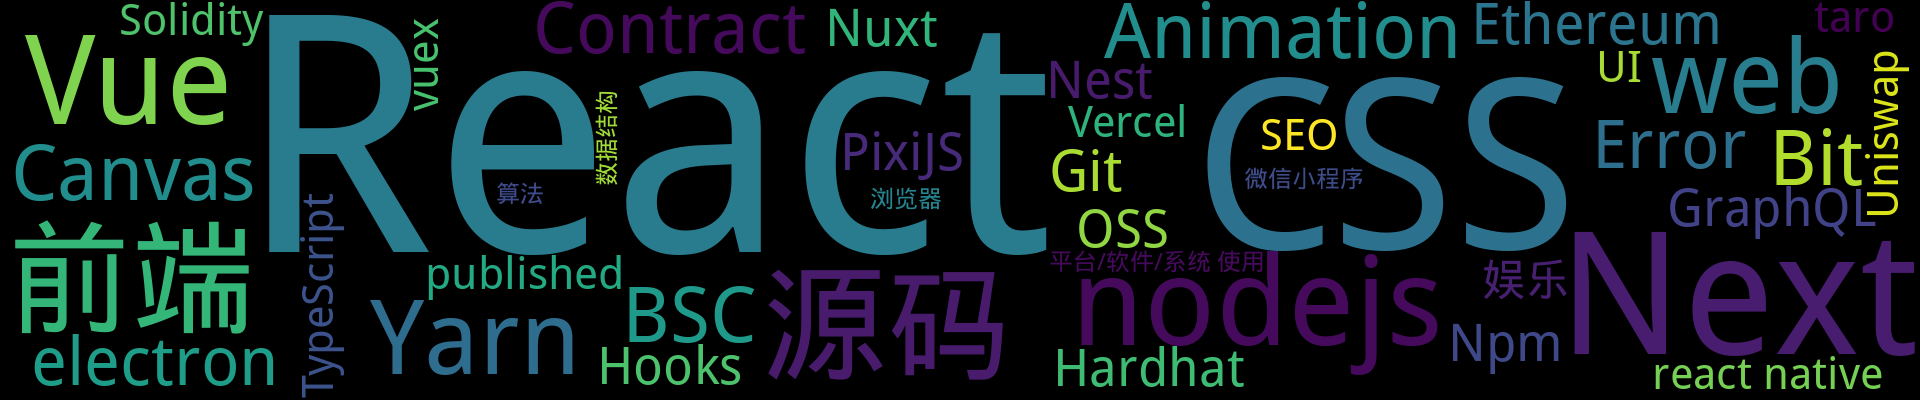 Solidity
Vue
React
vuex
Contract
Nuxt
Animation
Ethereum
taro
Nest
UI
web
Uniswap
Vercel
css
SEO
Error
Bit
数据结构
PixiJS
Git
Canvas
算法
浏览器
微信小程序
GraphQL
OSS
前端
TypeScript
published
平台/软件/系统 使用
源码
nodejs
娱乐
Next
BSC
Yarn
Npm
electron
Hooks
Hardhat
react native